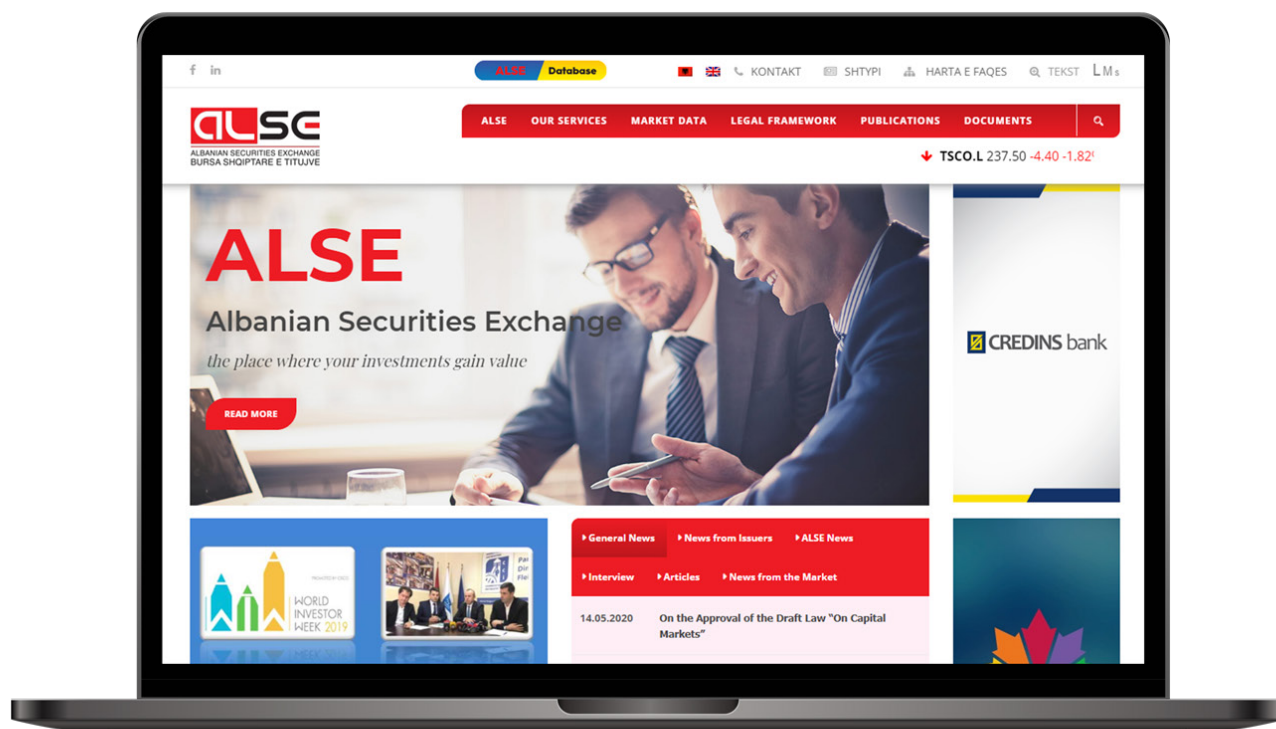 f in
ALSE Database
KONTAKT SHTYPI HARTA E FAQES TEKST L M s
ALSE
ALBANIAN SECURITIES EXCHANGE
BURSA SHQIPTARE E TITUJVE
ALSE OUR SERVICES MARKET DATA LEGAL FRAMEWORK PUBLICATIONS DOCUMENTS
TSCO.L 237.50 -4.40 -1.82
ALSE
Albanian Securities Exchange
the place where your investments gain value
READ MORE
CREDINS bank
WORLD
INVESTOR
WEEK 2019
General News News from Issuers ALSE News
Interview Articles News from the Market
14.05.2020 On the Approval of the Draft Law "On Capital
Markets"